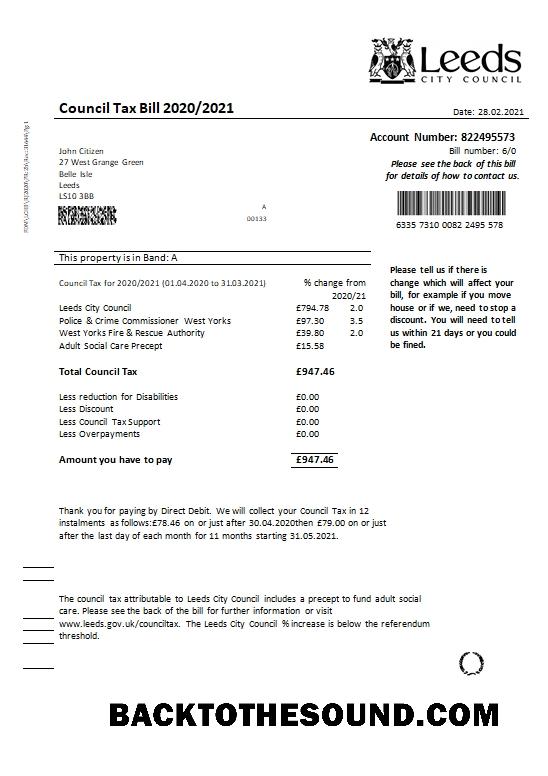 Leeds
CITY COUNCIL
Council Tax Bill 2020/2021
Date: 28.02.2021
Account Number: 822495573
Bill number: 6/0
Please see the back of this bill
for details of how to contact us.
John Citizen
27 West Grange Green
Belle Isle
Leeds
LS10 3BB
A
00133
6335 7310 0082 2495 578
This property is in Band: A
Council Tax for 2020/2021 (01.04.2020 to 31.03.2021) % change from
2020/21
Leeds City Council £794.78 2.0
Police & Crime Commissioner West Yorks £97.30 3.5
West Yorks Fire & Rescue Authority £39.80 2.0
Adult Social Care Precept £15.58
Total Council Tax £947.46
Less reduction for Disabilities £0.00
Less Discount £0.00
Less Council Tax Support £0.00
Less Overpayments £0.00
Amount you have to pay £947.46
Please tell us if there is
change which will affect your
bill, for example if you move
house or if we, need to stop a
discount. You will need to tell
us within 21 days or you could
be fined.
Thank you for paying by Direct Debit. We will collect your Council Tax in 12
instalments as follows:£78.46 on or just after 30.04.2020then £79.00 on or just
after the last day of each month for 11 months starting 31.05.2021.
The council tax attributable to Leeds City Council includes a precept to fund adult social
care. Please see the back of the bill for further information or visit
www.leeds.gov.uk/counciltax. The Leeds City Council % increase is below the referendum
threshold.
BACKTOTHESOUND.COM